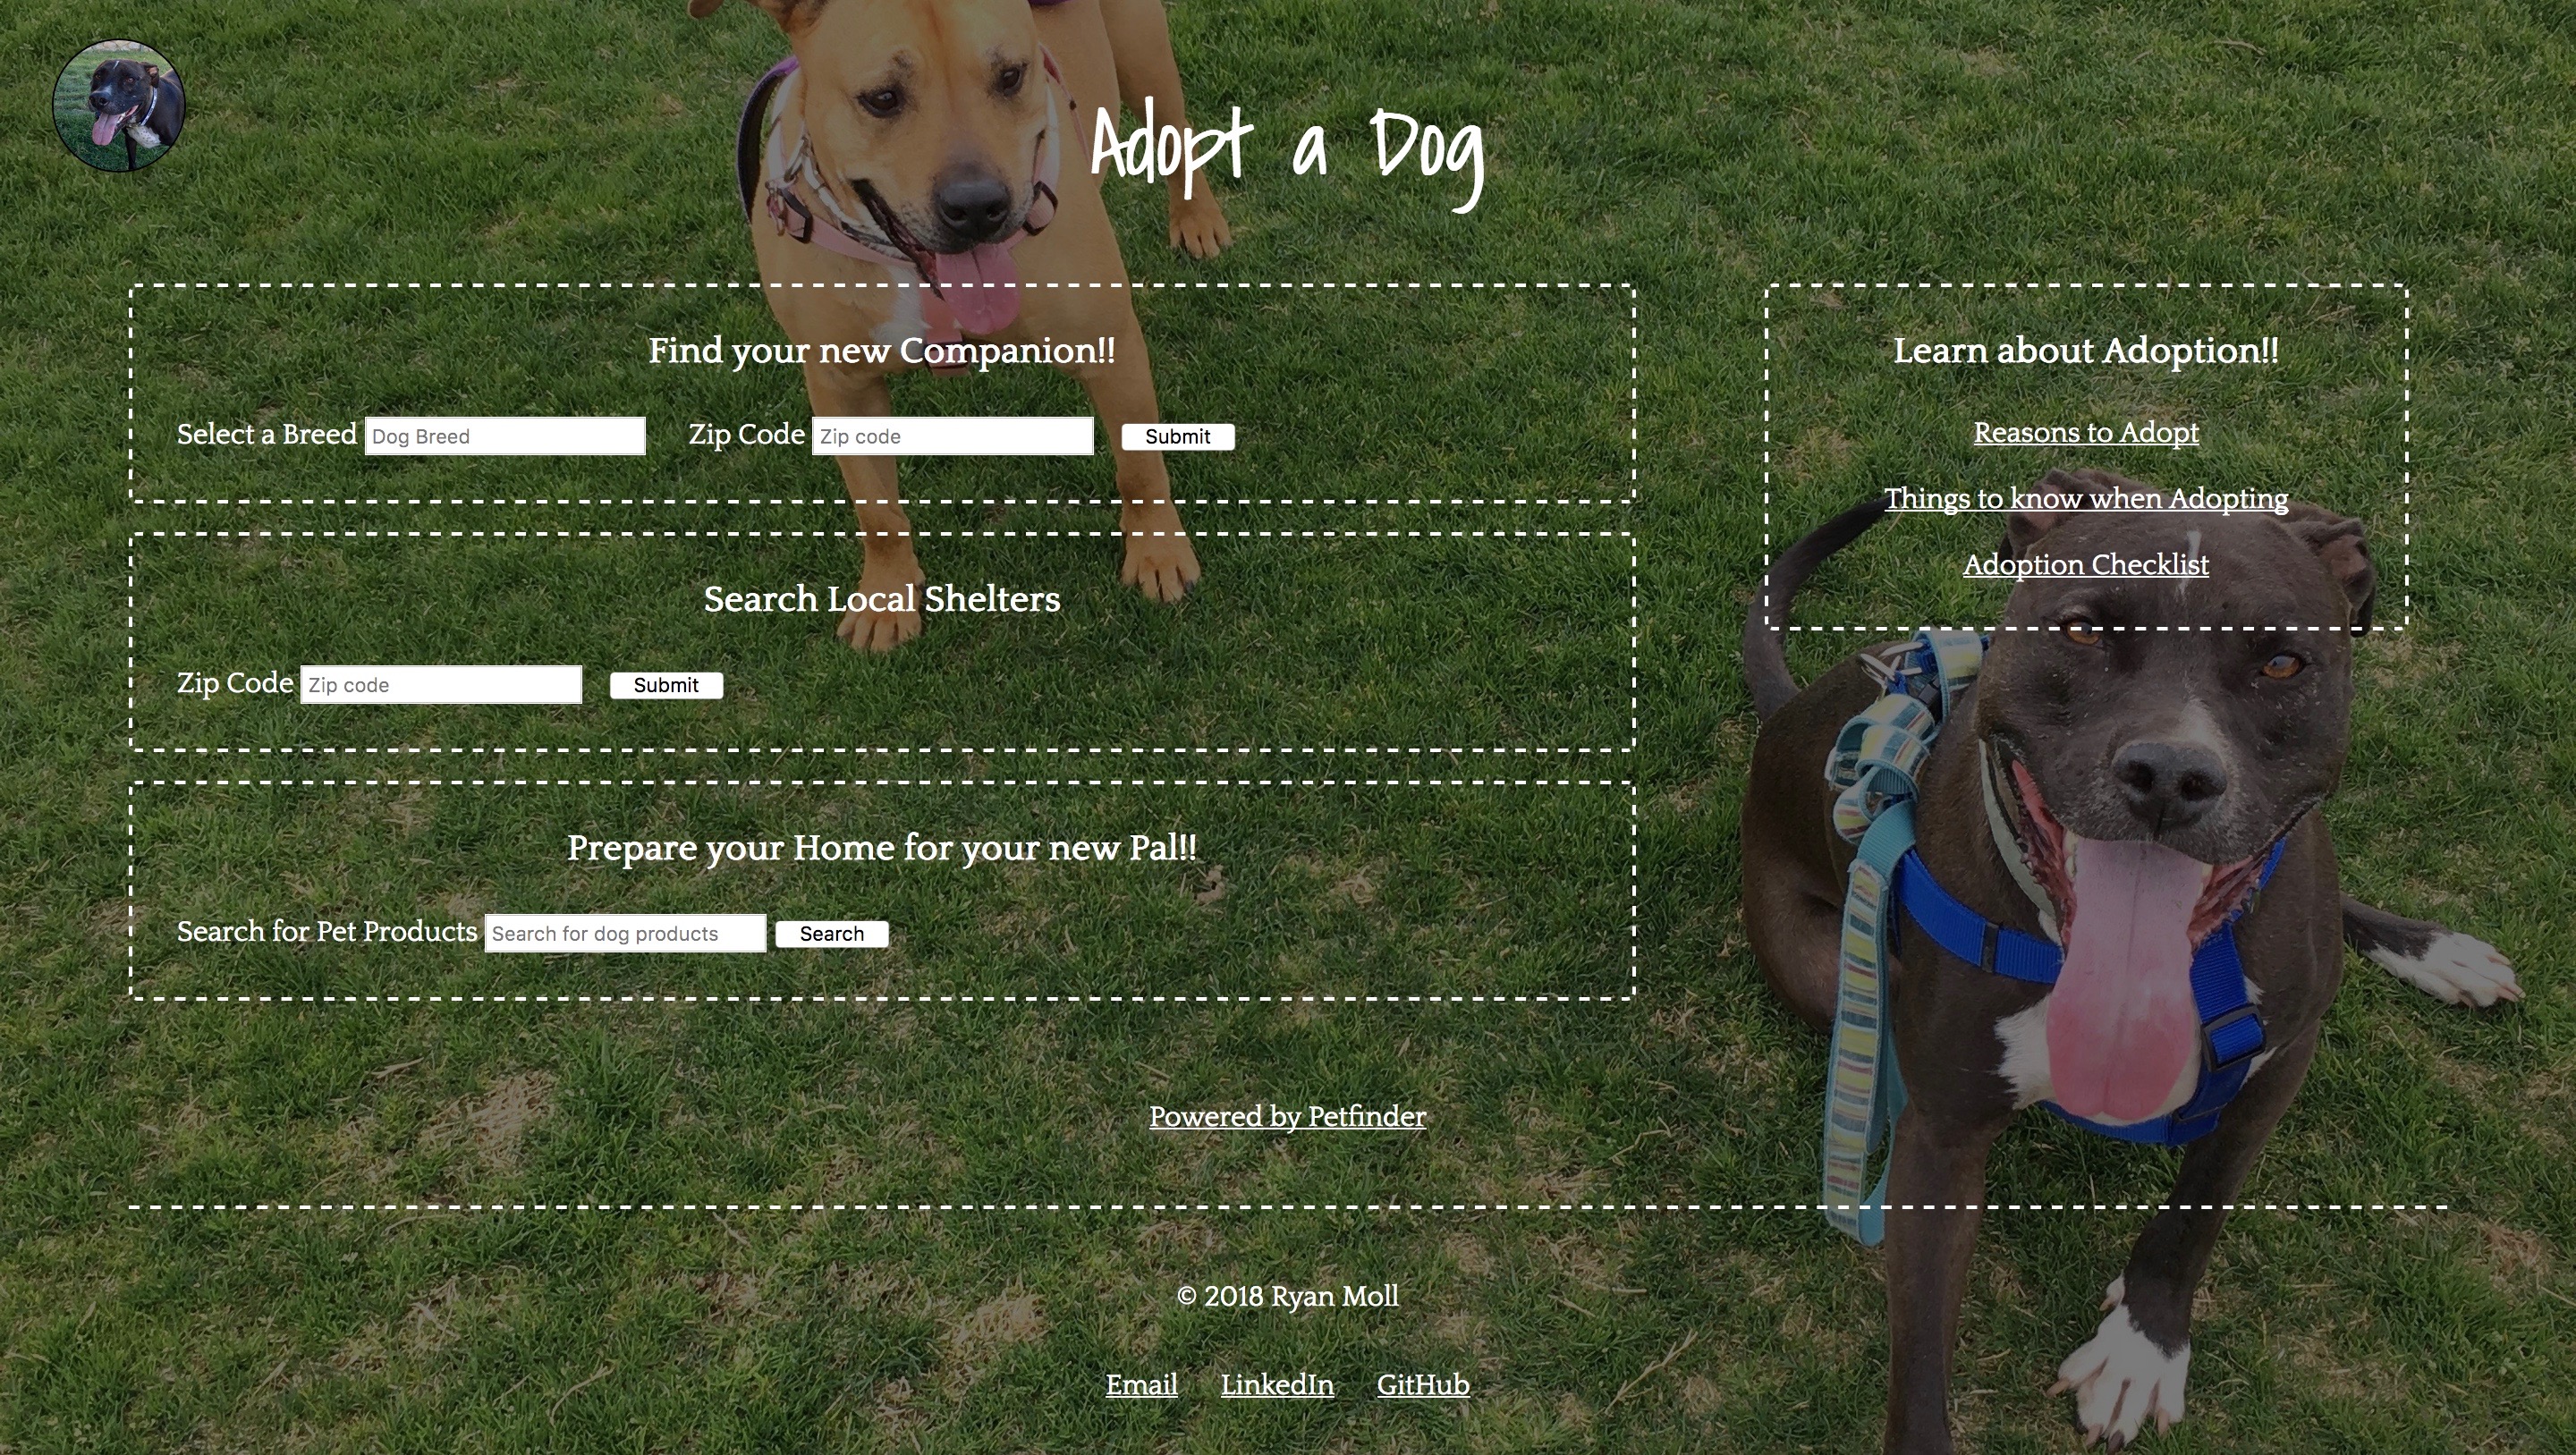 Adopt a Dog
Find your new Companion!!
Select a Breed Dog Breed Zip Code Zip code Submit
Search Local Shelters
Zip Code Zip code Submit
Prepare your Home for your new Pal!!
Search for Pet Products Search for dog products Search
Learn about Adoption!!
Reasons to Adopt
Things to know when Adopting
Adoption Checklist
Powered by Petfinder
© 2018 Ryan Moll
Email LinkedIn GitHub